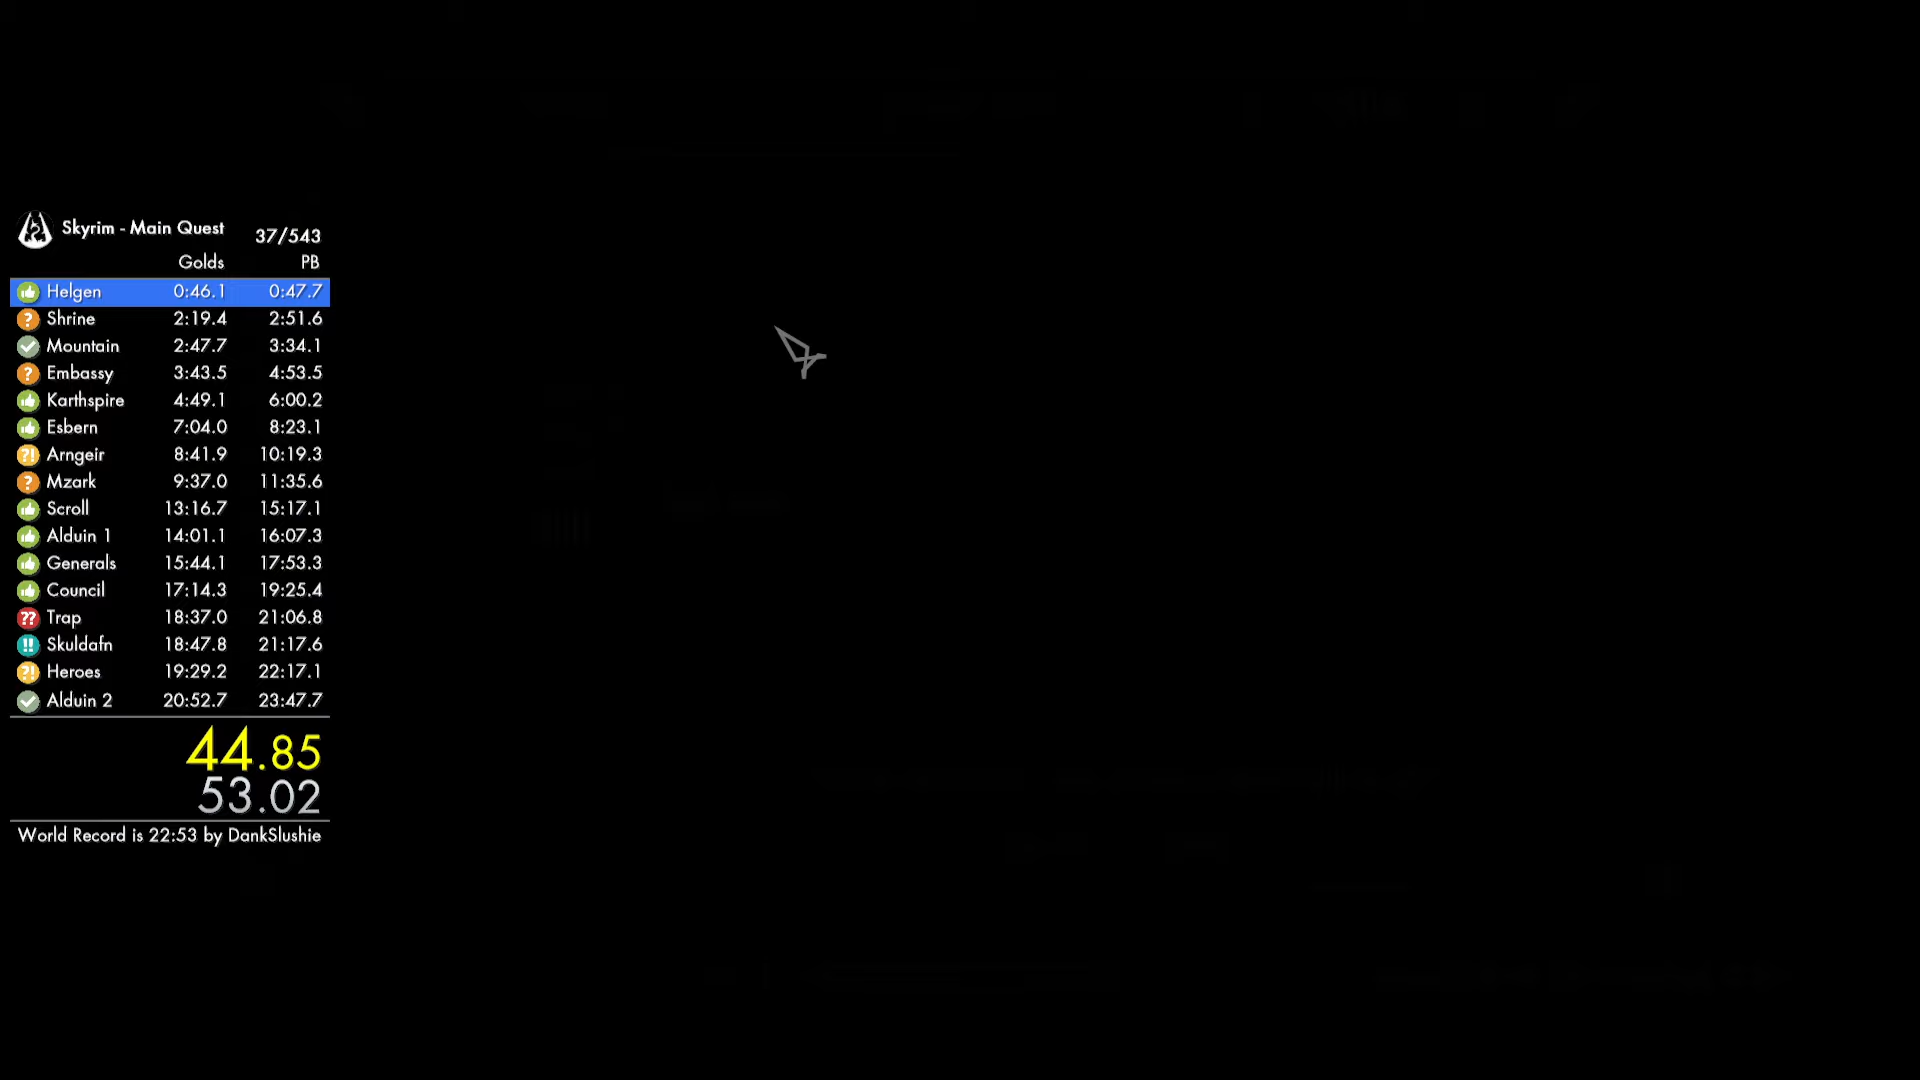 Skyrim - Main Quest 37/543
Golds PB
Helgen 0:46.1 0:47.7
? Shrine 2:19.4 2:51.6
Mountain 2:47.7 3:34.1
? Embassy 3:43.5 4:53.5
Karthspire 4:49.1 6:00.2
Esbern 7:04.0 8:23.1
?! Arngeir 8:41.9 10:19.3
? Mzark 9:37.0 11:35.6
Scroll 13:16.7 15:17.1
Alduin 1 14:01.1 16:07.3
Generals 15:44.1 17:53.3
Council 17:14.3 19:25.4
?? Trap 18:37.0 21:06.8
!! Skuldafn 18:47.8 21:17.6
?! Heroes 19:29.2 22:17.1
Alduin 2 20:52.7 23:47.7
44.85
53.02
World Record is 22:53 by DankSlushie